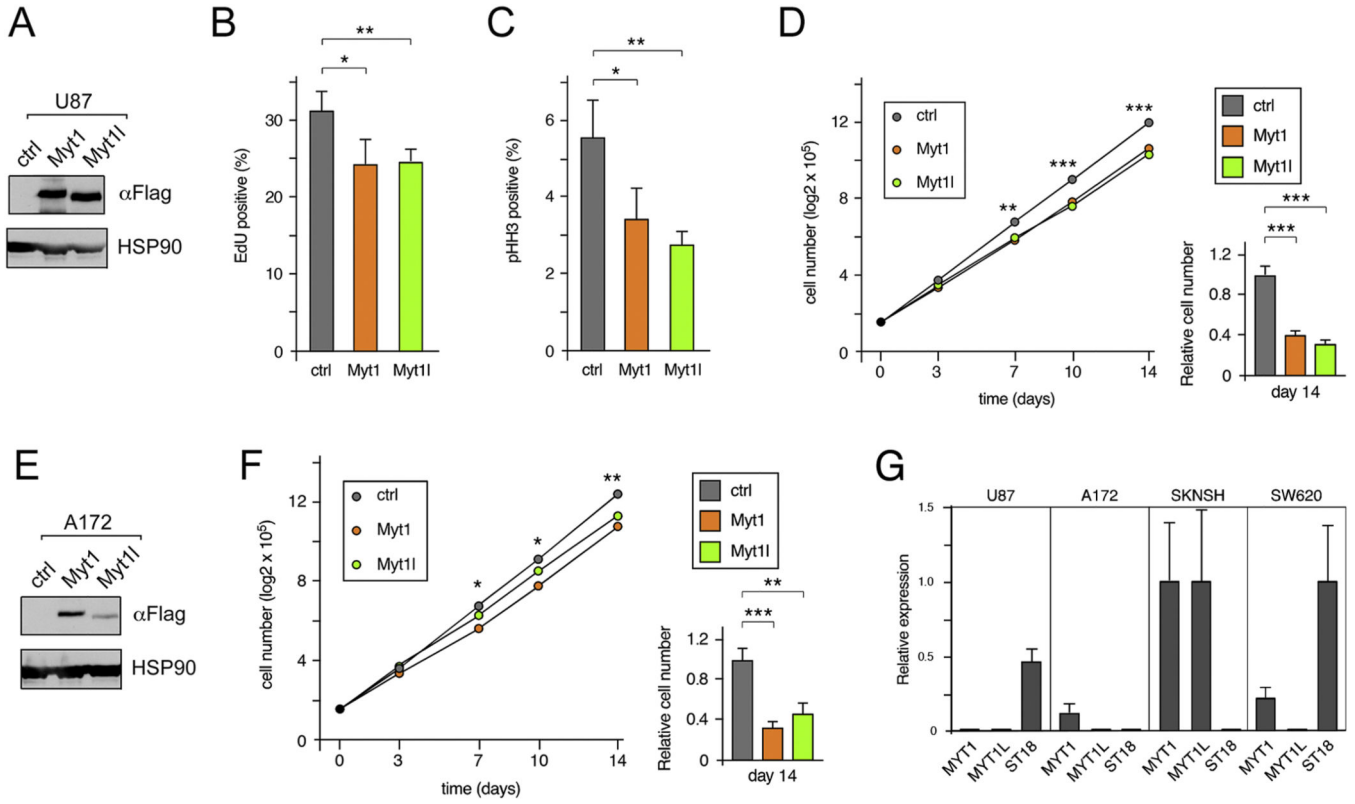 A
U87
ctrl
Myt1
Myt1l
αFlag
HSP90
B
**
*
EdU positive (%)
30
20
10
0
ctrl Myt1 Myt1l
C
**
*
pHH3 positive (%)
6
4
2
0
ctrl Myt1 Myt1l
D
ctrl
Myt1
Myt1l
cell number (log2 x 10⁵)
12
8
4
0
** *** ***
0 3 7 10 14
time (days)
ctrl
Myt1
Myt1l
***
***
Relative cell number
1.2
0.8
0.4
0
day 14
E
A172
ctrl
Myt1
Myt1l
αFlag
HSP90
F
ctrl
Myt1
Myt1l
cell number (log2 x 10⁵)
12
8
4
0
* * **
0 3 7 10 14
time (days)
ctrl
Myt1
Myt1l
**
***
Relative cell number
1.2
0.8
0.4
0
day 14
G
U87 A172 SKNSH SW620
Relative expression
1.5
1.0
0.5
0
MYT1 MYT1L ST18 MYT1 MYT1L ST18 MYT1 MYT1L ST18 MYT1 MYT1L ST18